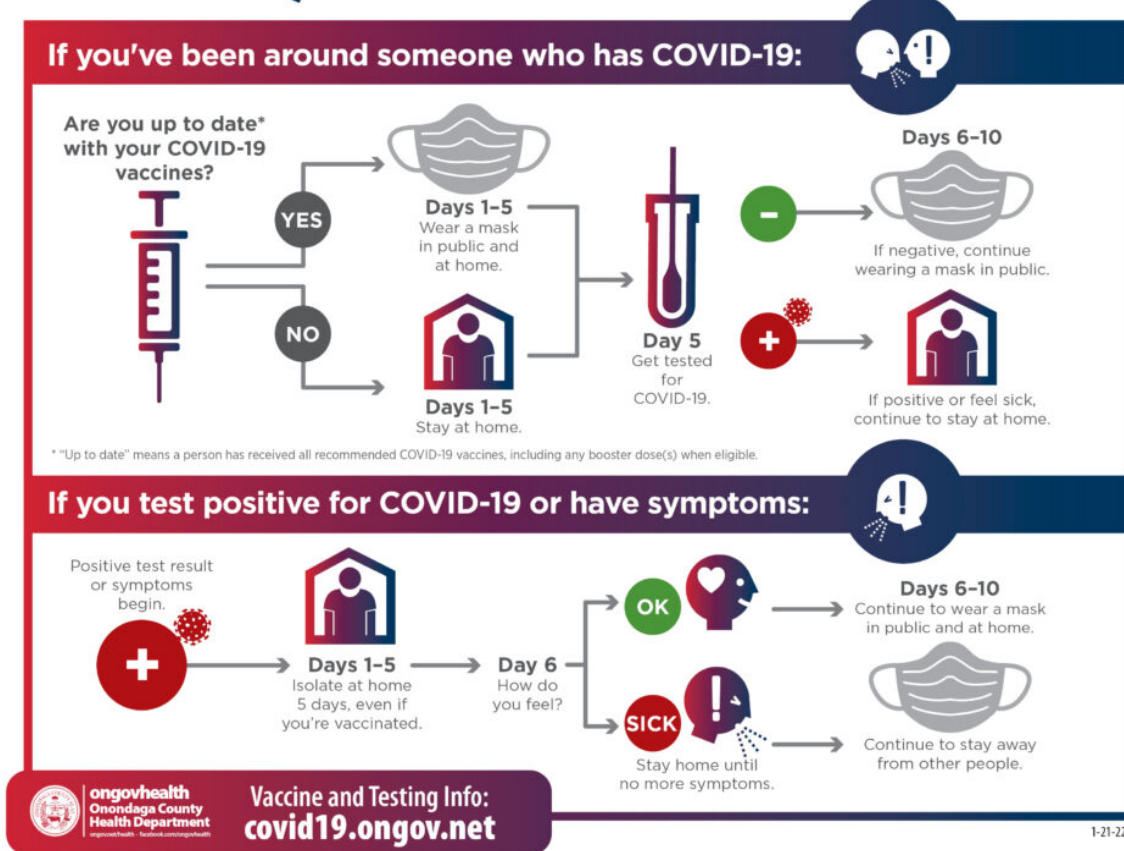 If you've been around someone who has COVID-19:
Are you up to date*
with your COVID-19
vaccines?
YES
NO
Days 1–5
Wear a mask
in public and
at home.
Days 1–5
Stay at home.
Day 5
Get tested
for
COVID-19.
Days 6–10
If negative, continue
wearing a mask in public.
If positive or feel sick,
continue to stay at home.
* "Up to date" means a person has received all recommended COVID-19 vaccines, including any booster dose(s) when eligible.
If you test positive for COVID-19 or have symptoms:
Positive test result
or symptoms
begin.
Days 1–5
Isolate at home
5 days, even if
you're vaccinated.
Day 6
How do
you feel?
OK
SICK
Stay home until
no more symptoms.
Days 6–10
Continue to wear a mask
in public and at home.
Continue to stay away
from other people.
ongovhealth
Onondaga County
Health Department
ongov.net/health - facebook.com/ongovhealth
Vaccine and Testing Info:
covid19.ongov.net
1-21-22